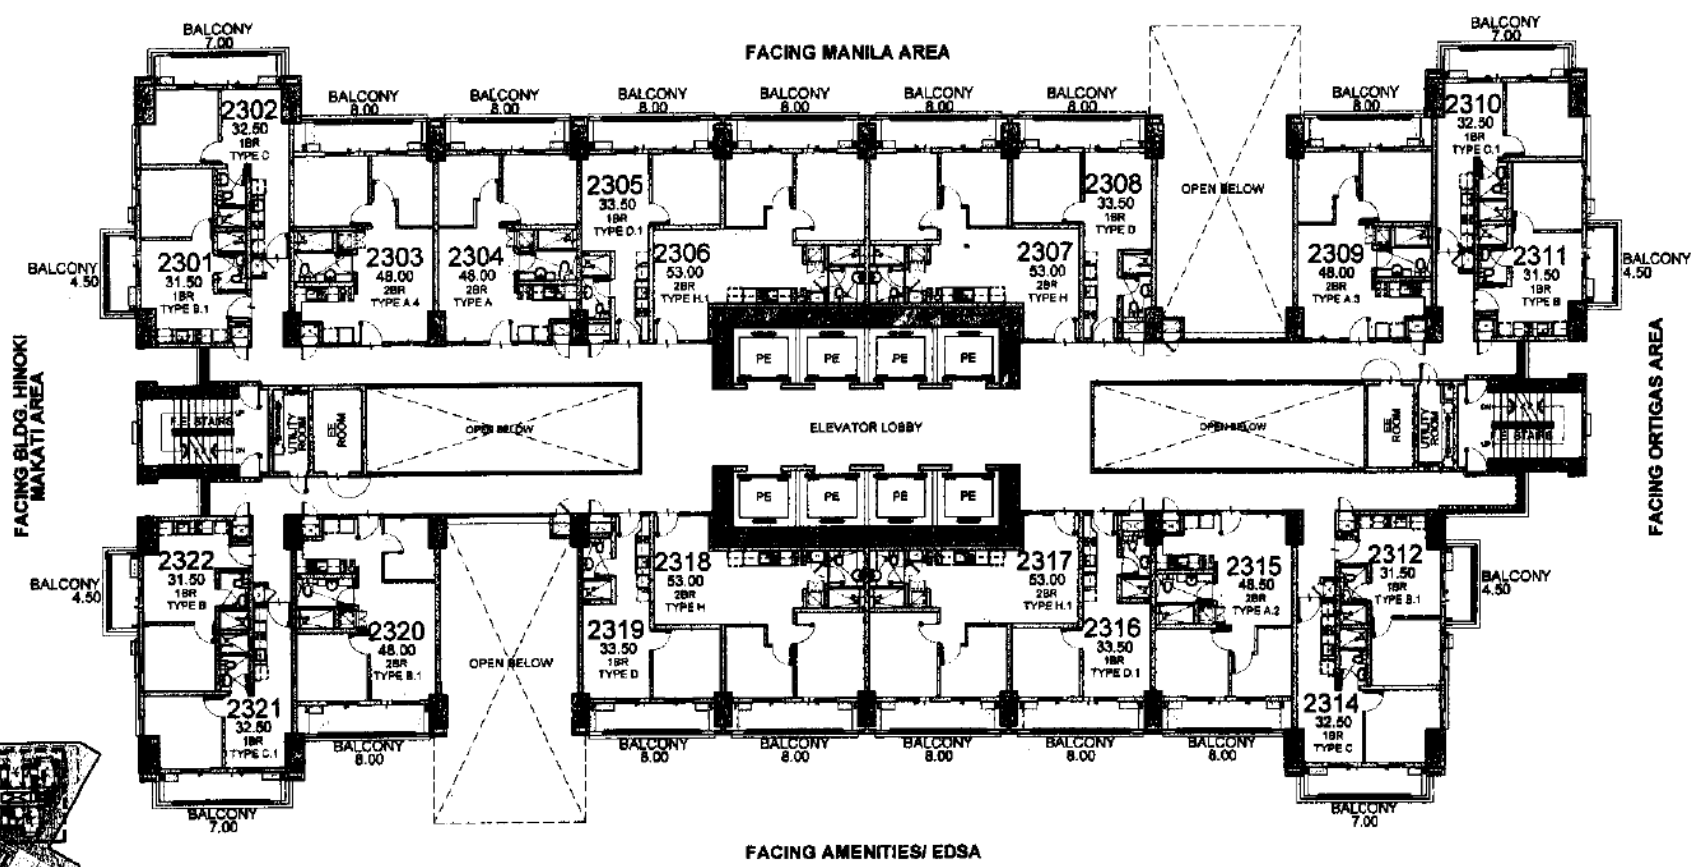 BALCONY
7.00
FACING MANILA AREA
BALCONY
7.00
BALCONY
8.00
BALCONY
8.00
BALCONY
8.00
BALCONY
8.00
BALCONY
8.00
BALCONY
8.00
BALCONY
8.00
2302
32.50
1BR
TYPE C
2310
32.50
1BR
TYPE C.1
2305
33.50
1BR
TYPE D.1
2308
33.50
1BR
TYPE D
OPEN BELOW
BALCONY
4.50
2301
31.50
1BR
TYPE B.1
2303
48.00
2BR
TYPE A.4
2304
48.00
2BR
TYPE A
2306
53.00
2BR
TYPE H.1
2307
53.00
2BR
TYPE H
2309
48.00
2BR
TYPE A.3
2311
31.50
1BR
TYPE B
BALCONY
4.50
PE
PE
PE
PE
FACING BLDG. HINOKI
MAKATI AREA
F.E. STAIRS
UTILITY
ROOM
EE
ROOM
OPEN BELOW
ELEVATOR LOBBY
OPEN BELOW
EE
ROOM
UTILITY
ROOM
DN
F.E. STAIRS
DN
FACING ORTIGAS AREA
PE
PE
PE
PE
BALCONY
4.50
2322
31.50
1BR
TYPE B
2318
53.00
2BR
TYPE H
2317
53.00
2BR
TYPE H.1
2315
48.50
2BR
TYPE A.2
2312
31.50
1BR
TYPE B.1
BALCONY
4.50
2320
48.00
2BR
TYPE B.1
OPEN BELOW
2319
33.50
1BR
TYPE D
2316
33.50
1BR
TYPE D.1
2321
32.50
1BR
TYPE C.1
2314
32.50
1BR
TYPE C
BALCONY
8.00
BALCONY
8.00
BALCONY
8.00
BALCONY
8.00
BALCONY
8.00
BALCONY
8.00
BALCONY
7.00
BALCONY
7.00
FACING AMENITIES/ EDSA